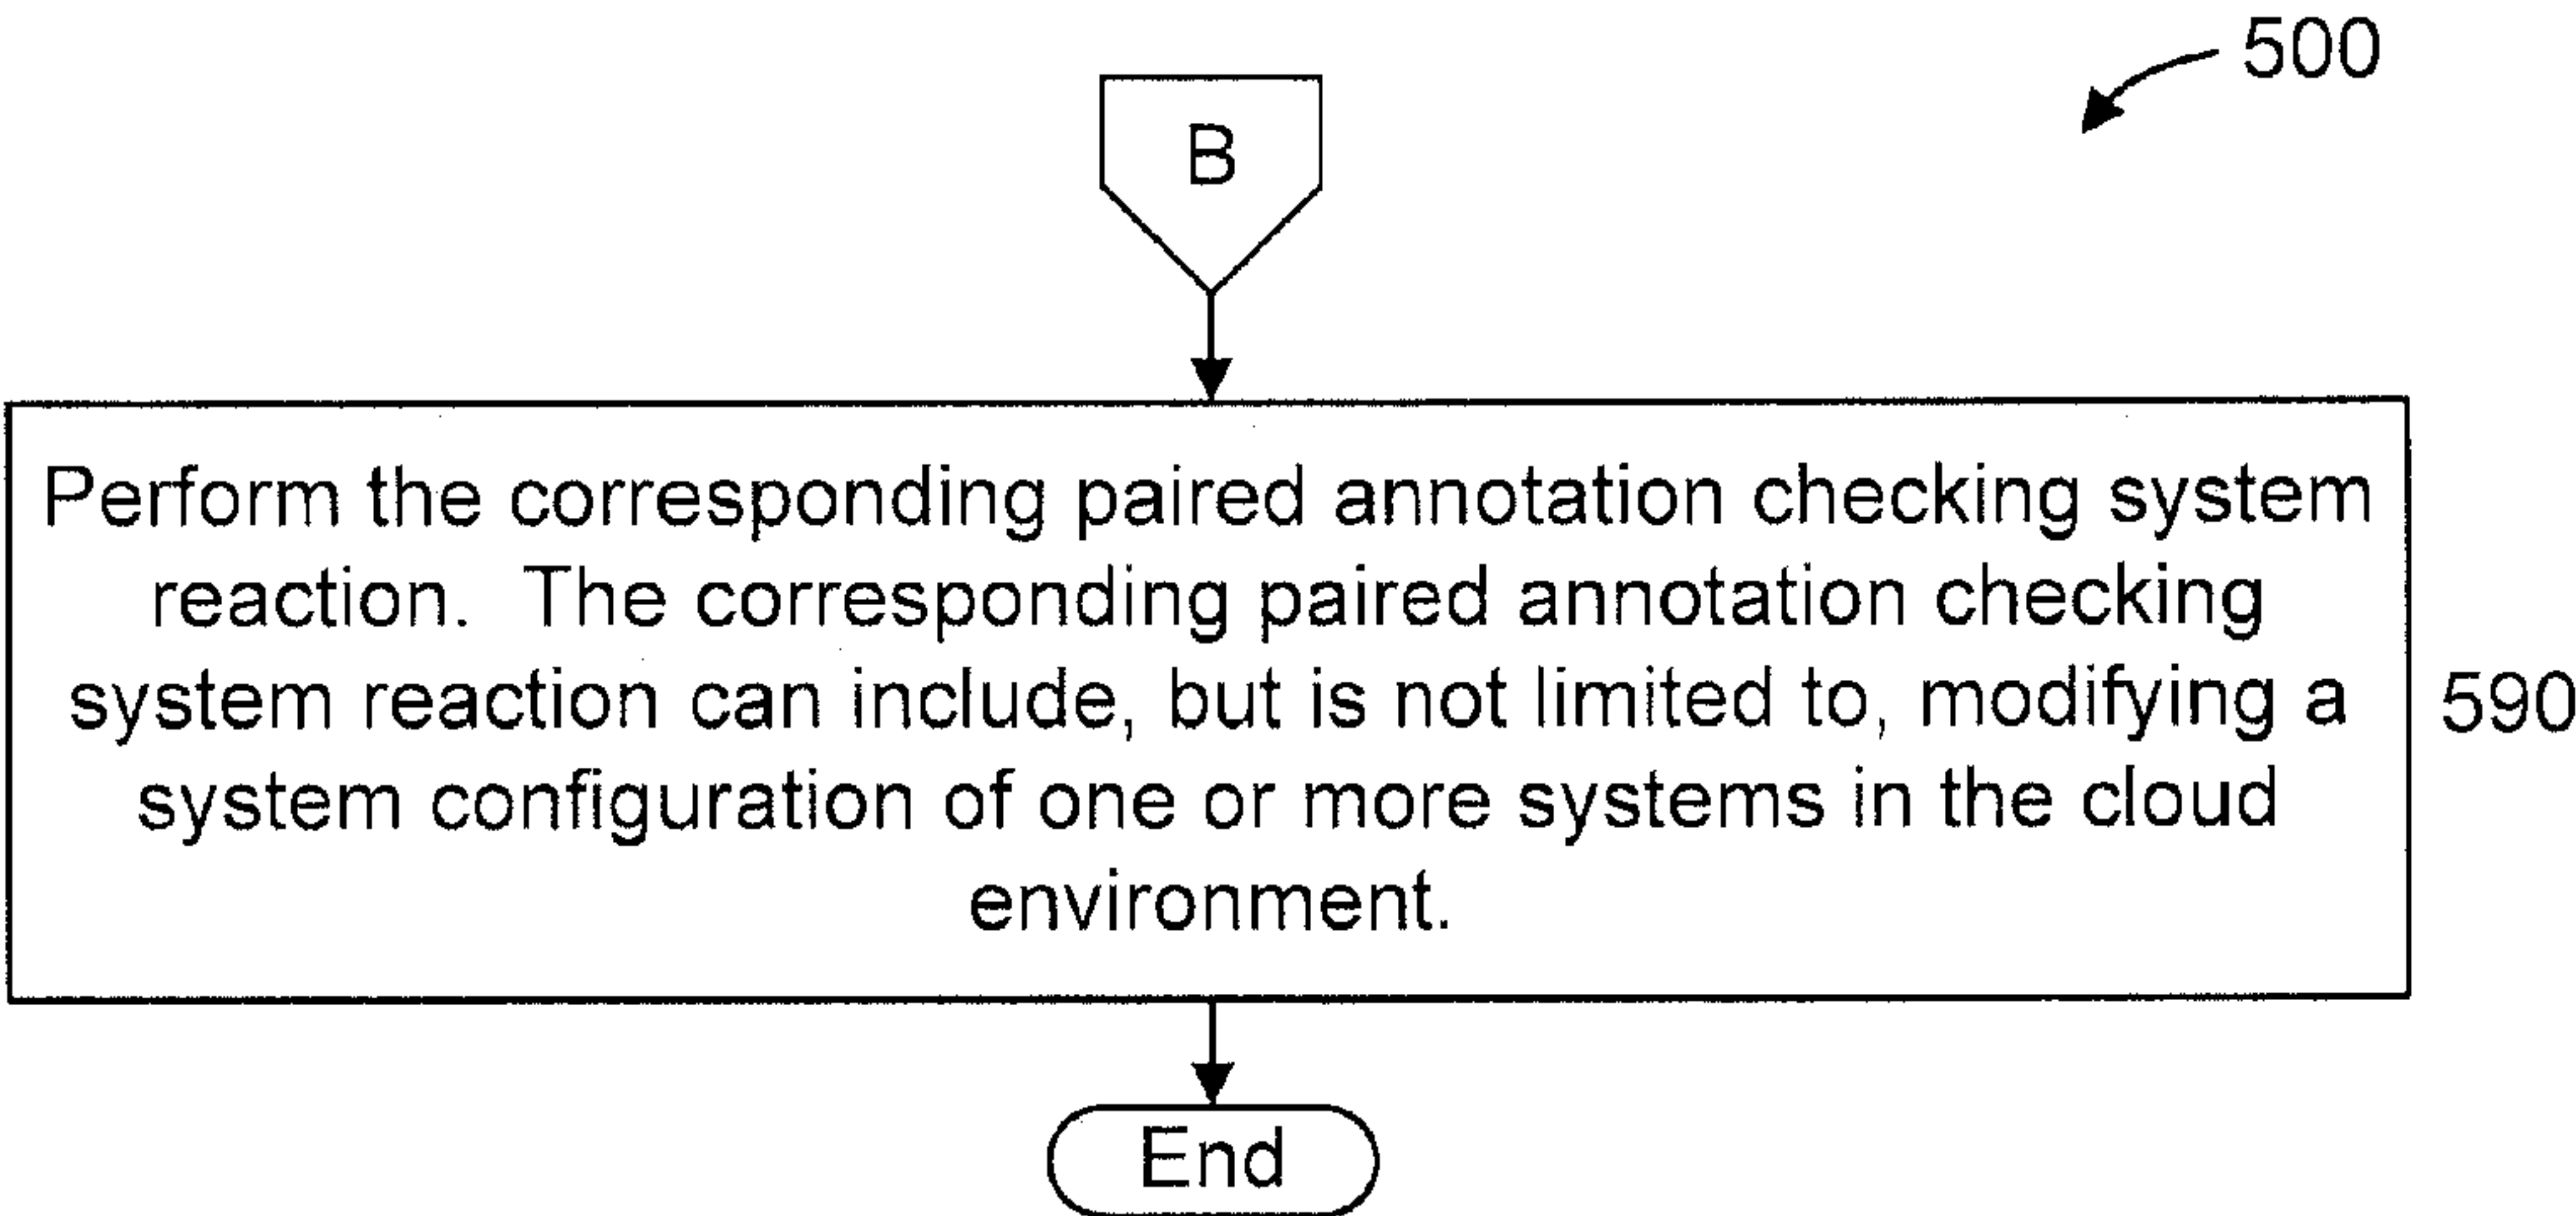 500
B
Perform the corresponding paired annotation checking system
reaction. The corresponding paired annotation checking
system reaction can include, but is not limited to, modifying a
system configuration of one or more systems in the cloud
environment.
590
End